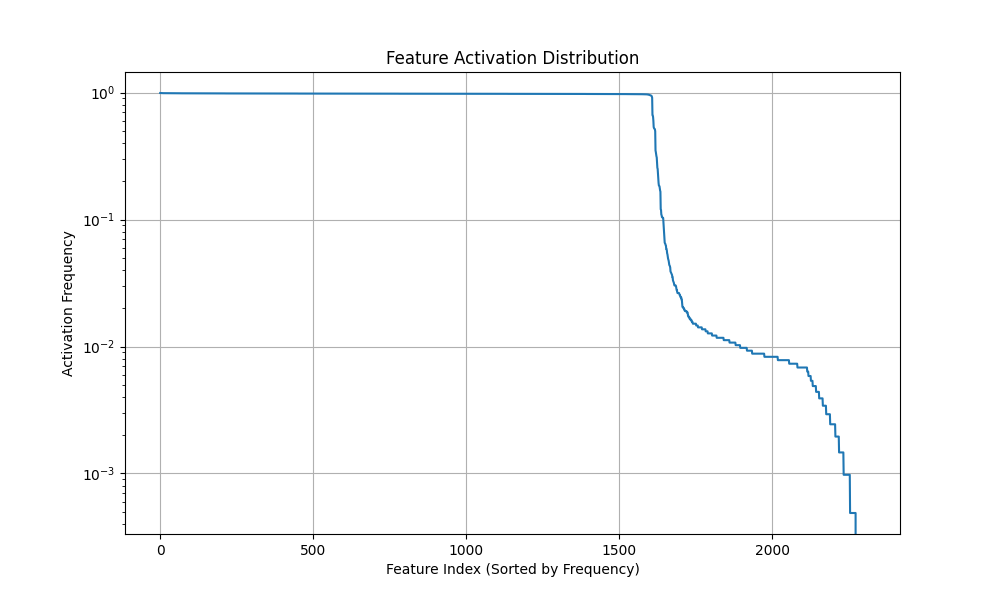 Feature Activation Distribution
Activation Frequency
10⁰
10⁻¹
10⁻²
10⁻³
0 500 1000 1500 2000
Feature Index (Sorted by Frequency)